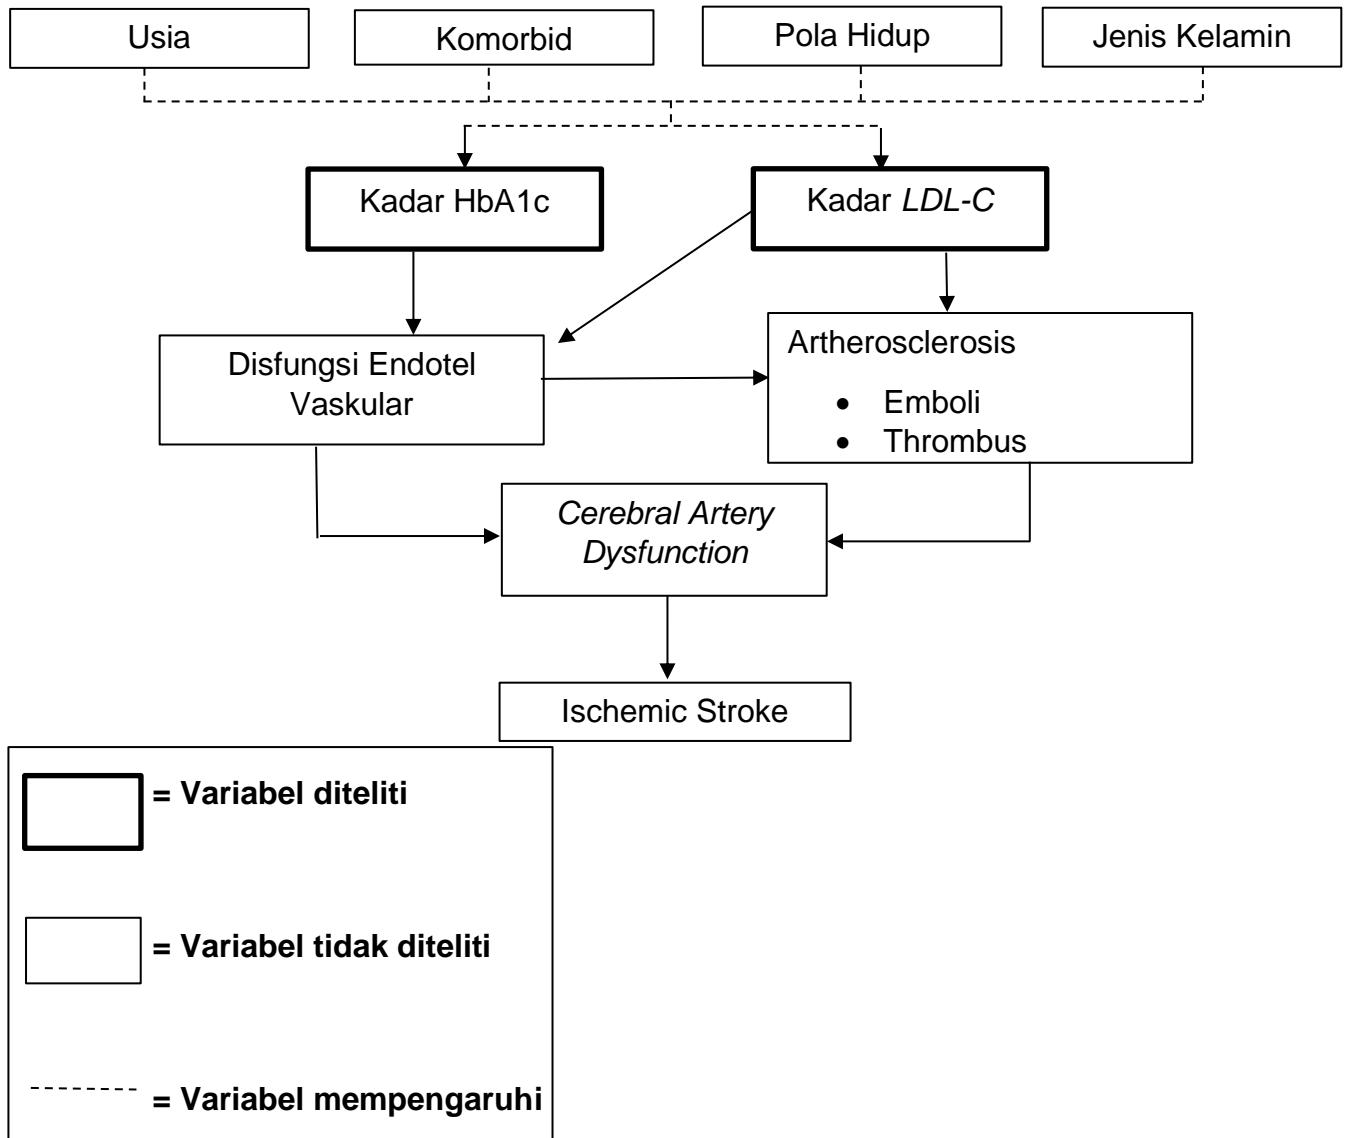 Usia
Komorbid
Pola Hidup
Jenis Kelamin
Kadar HbA1c
Kadar LDL-C
Disfungsi Endotel
Vaskular
Artherosclerosis
• Emboli
• Thrombus
Cerebral Artery
Dysfunction
Ischemic Stroke
= Variabel diteliti
= Variabel tidak diteliti
= Variabel mempengaruhi